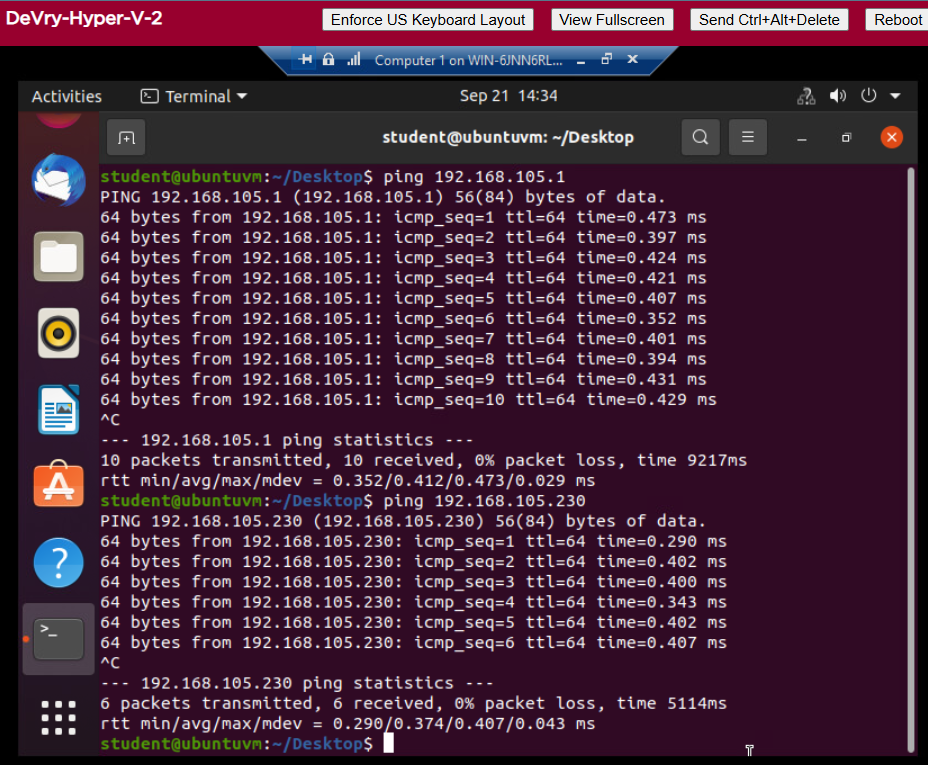 DeVry-Hyper-V-2
Enforce US Keyboard Layout
View Fullscreen
Send Ctrl+Alt+Delete
Reboot
Computer 1 on WIN-6JNN6RL...
Activities
Terminal
Sep 21 14:34
student@ubuntuvm: ~/Desktop
student@ubuntuvm:~/Desktop$ ping 192.168.105.1
PING 192.168.105.1 (192.168.105.1) 56(84) bytes of data.
64 bytes from 192.168.105.1: icmp_seq=1 ttl=64 time=0.473 ms
64 bytes from 192.168.105.1: icmp_seq=2 ttl=64 time=0.397 ms
64 bytes from 192.168.105.1: icmp_seq=3 ttl=64 time=0.424 ms
64 bytes from 192.168.105.1: icmp_seq=4 ttl=64 time=0.421 ms
64 bytes from 192.168.105.1: icmp_seq=5 ttl=64 time=0.407 ms
64 bytes from 192.168.105.1: icmp_seq=6 ttl=64 time=0.352 ms
64 bytes from 192.168.105.1: icmp_seq=7 ttl=64 time=0.401 ms
64 bytes from 192.168.105.1: icmp_seq=8 ttl=64 time=0.394 ms
64 bytes from 192.168.105.1: icmp_seq=9 ttl=64 time=0.431 ms
64 bytes from 192.168.105.1: icmp_seq=10 ttl=64 time=0.429 ms
^C
--- 192.168.105.1 ping statistics ---
10 packets transmitted, 10 received, 0% packet loss, time 9217ms
rtt min/avg/max/mdev = 0.352/0.412/0.473/0.029 ms
student@ubuntuvm:~/Desktop$ ping 192.168.105.230
PING 192.168.105.230 (192.168.105.230) 56(84) bytes of data.
64 bytes from 192.168.105.230: icmp_seq=1 ttl=64 time=0.290 ms
64 bytes from 192.168.105.230: icmp_seq=2 ttl=64 time=0.402 ms
64 bytes from 192.168.105.230: icmp_seq=3 ttl=64 time=0.400 ms
64 bytes from 192.168.105.230: icmp_seq=4 ttl=64 time=0.343 ms
64 bytes from 192.168.105.230: icmp_seq=5 ttl=64 time=0.402 ms
64 bytes from 192.168.105.230: icmp_seq=6 ttl=64 time=0.407 ms
^C
--- 192.168.105.230 ping statistics ---
6 packets transmitted, 6 received, 0% packet loss, time 5114ms
rtt min/avg/max/mdev = 0.290/0.374/0.407/0.043 ms
student@ubuntuvm:~/Desktop$